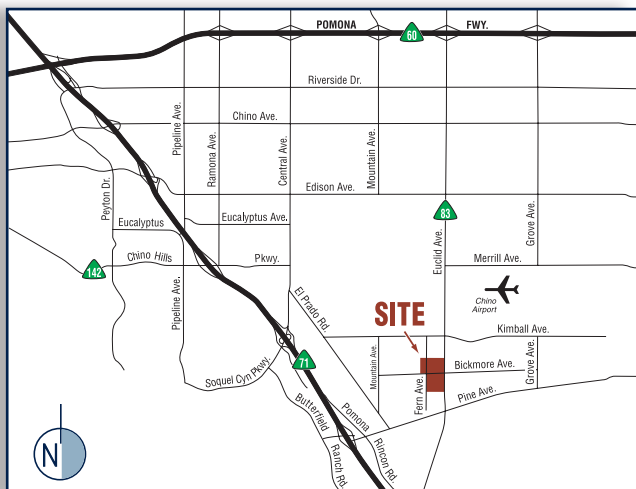 POMONA FWY.
60
Riverside Dr.
Chino Ave.
Pipeline Ave.
Ramona Ave.
Central Ave.
Mountain Ave.
Edison Ave.
Peyton Dr.
83
Eucalyptus
Eucalyptus Ave.
Euclid Ave.
Grove Ave.
142
Chino Hills Pkwy.
Merrill Ave.
Pipeline Ave.
El Prado Rd.
Chino
Airport
SITE
Kimball Ave.
71
Mountain Ave.
Bickmore Ave.
Grove Ave.
Soquel Cyn Pkwy.
Fern Ave.
Pine Ave.
Butterfield
Ranch Rd.
Pomona
Rincon Rd.
N